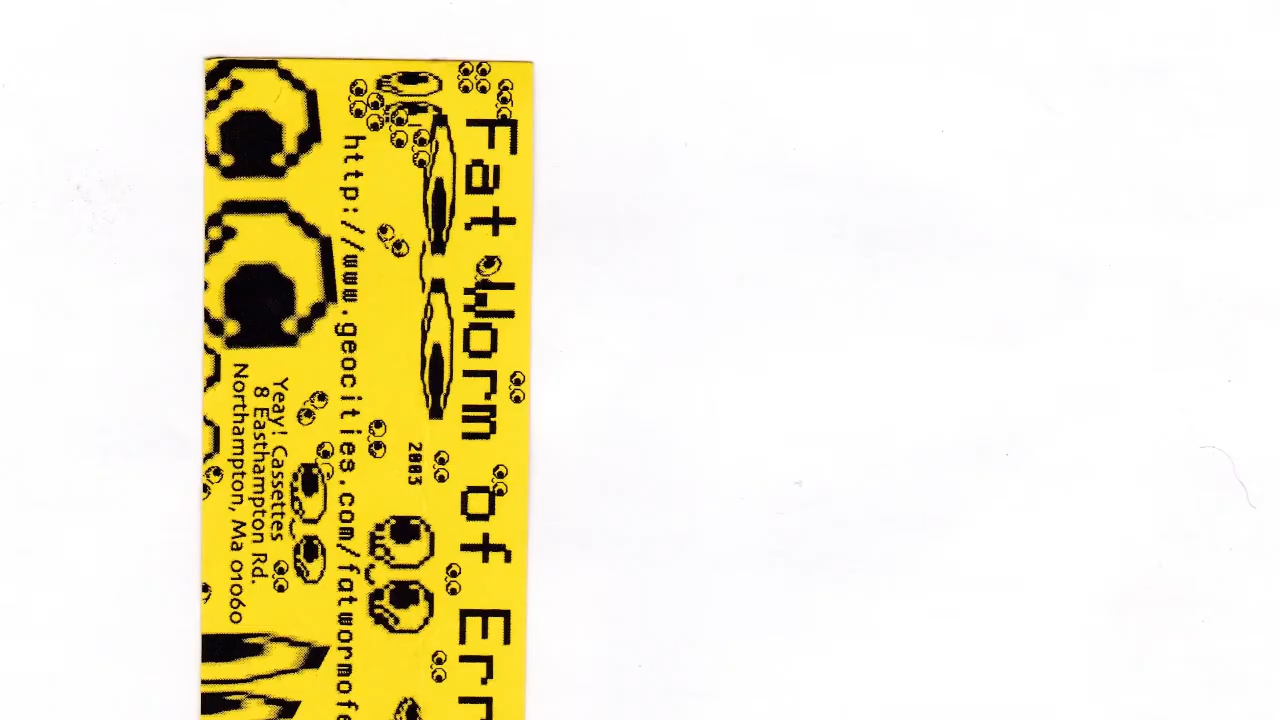 Fat Worm of Err
2003
http://www.geocities.com/fatwormofe
Yeay! Cassettes
8 Easthampton Rd.
Northampton, Ma 01060